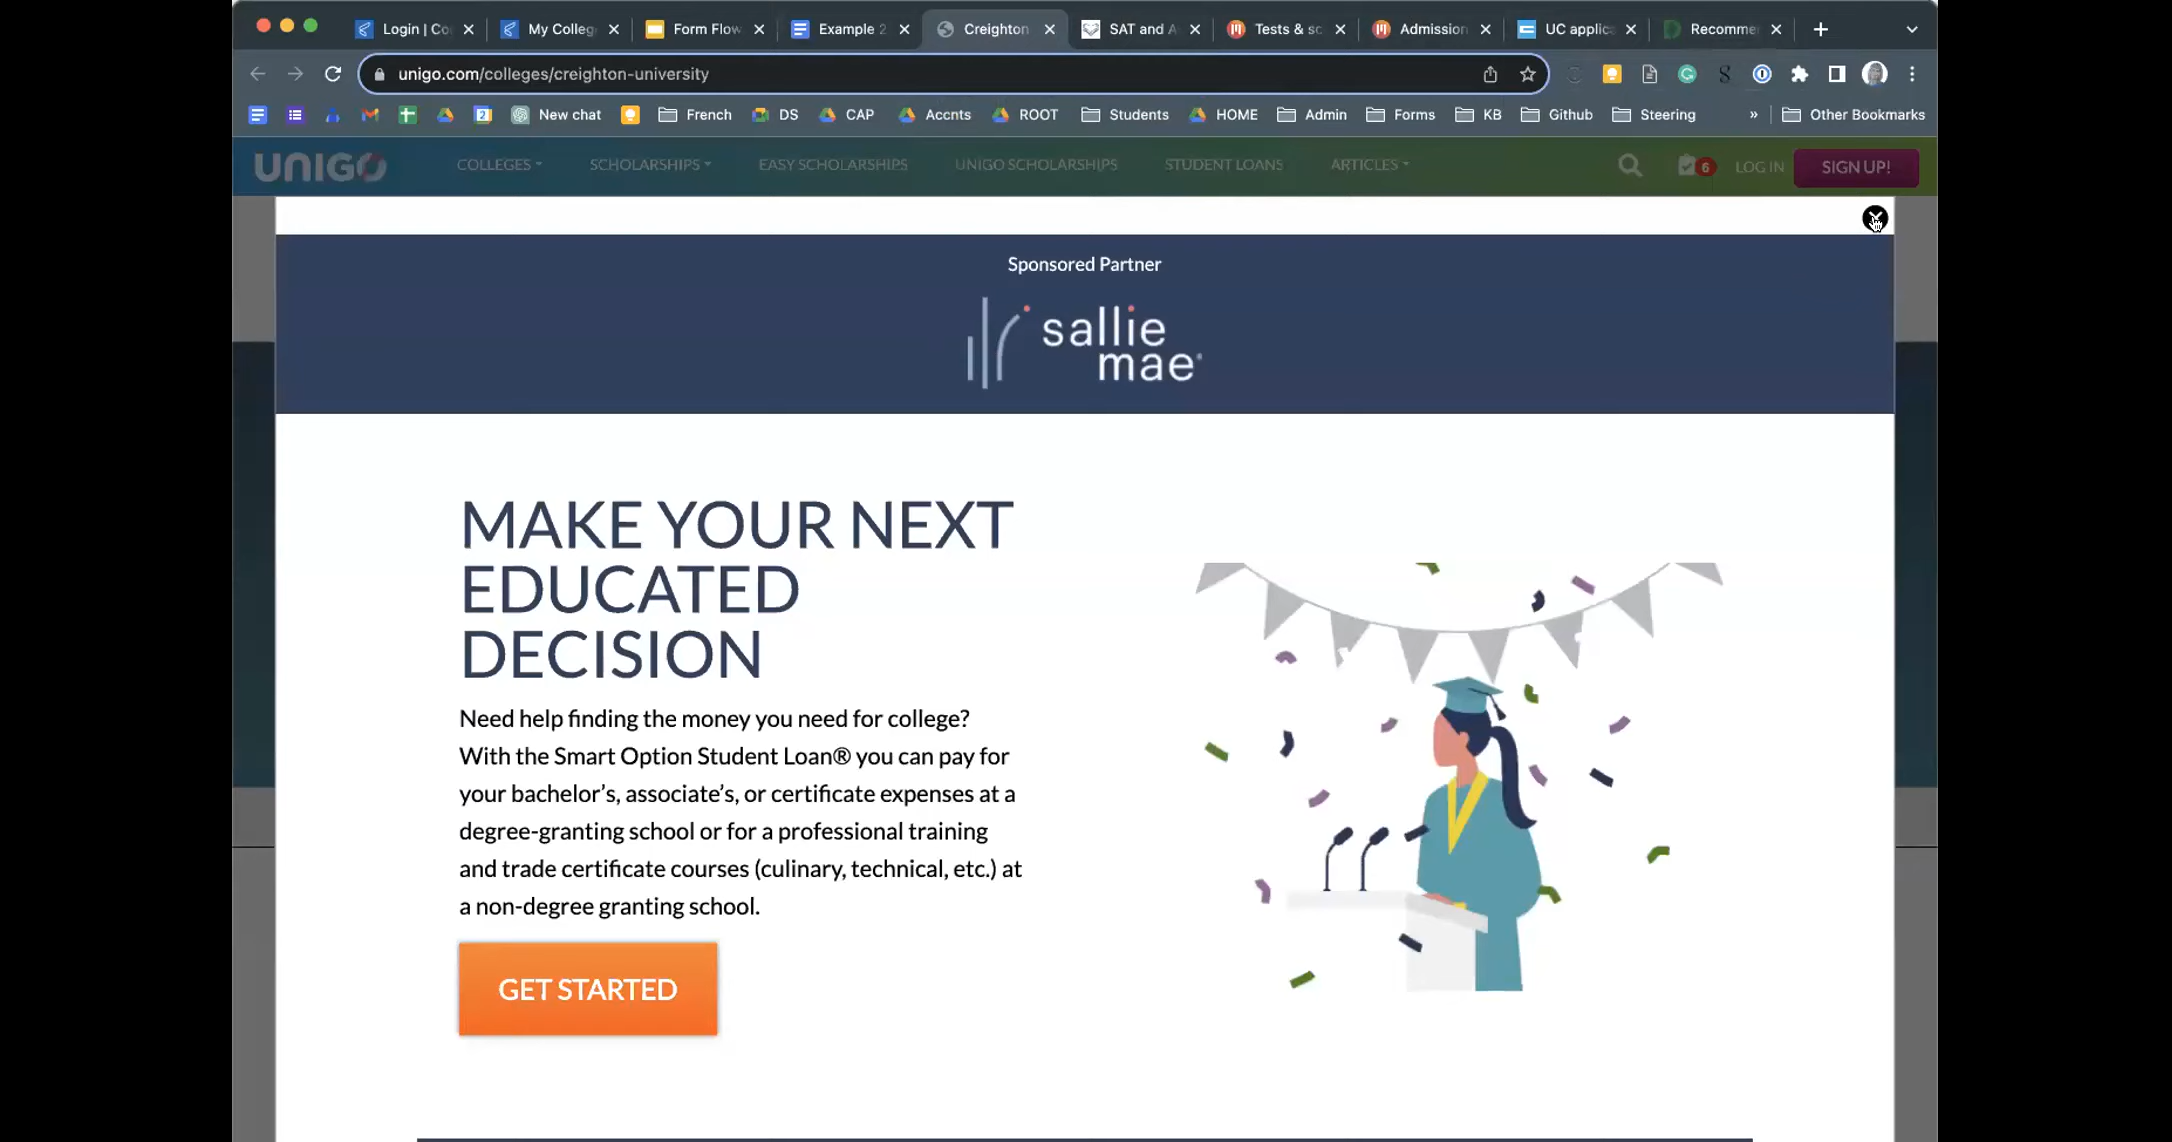 Login | Co
My Colleg
Form Flow
Example 2
Creighton
SAT and A
Tests & sc
Admission
UC applic
Recomme
unigo.com/colleges/creighton-university
New chat
French
DS
CAP
Accnts
ROOT
Students
HOME
Admin
Forms
KB
Github
Steering
»
Other Bookmarks
UNIGO
COLLEGES
SCHOLARSHIPS
EASY SCHOLARSHIPS
UNIGO SCHOLARSHIPS
STUDENT LOANS
ARTICLES
6
LOG IN
SIGN UP!
Sponsored Partner
sallie
mae
MAKE YOUR NEXT
EDUCATED
DECISION
Need help finding the money you need for college?
With the Smart Option Student Loan® you can pay for
your bachelor’s, associate’s, or certificate expenses at a
degree-granting school or for a professional training
and trade certificate courses (culinary, technical, etc.) at
a non-degree granting school.
GET STARTED